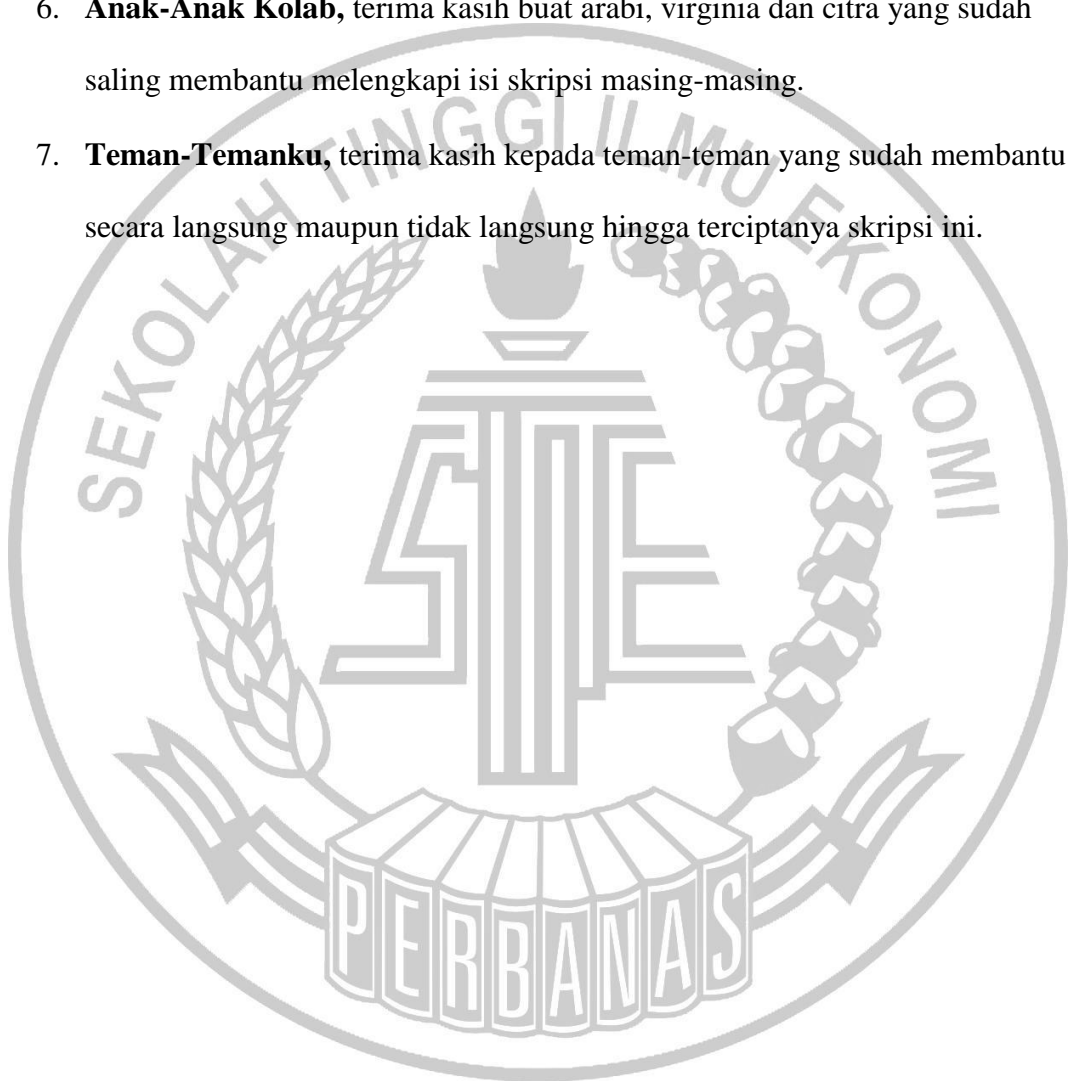 6. Anak-Anak Kolab, terima kasih buat arabi, virginia dan citra yang sudah
saling membantu melengkapi isi skripsi masing-masing.
7. Teman-Temanku, terima kasih kepada teman-teman yang sudah membantu
secara langsung maupun tidak langsung hingga terciptanya skripsi ini.
SEKOLAH TINGGI ILMU EKONOMI
STIE
PERBANAS